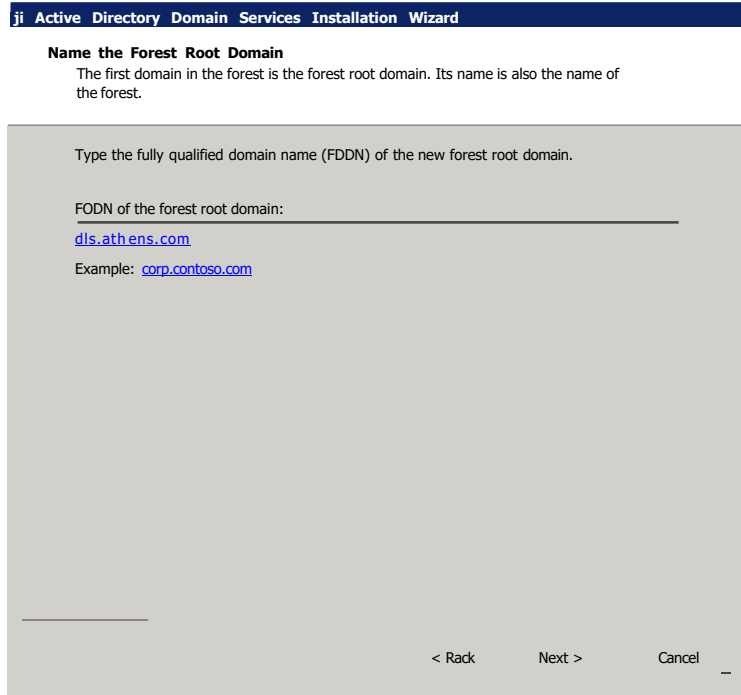 ji Active Directory Domain Services Installation Wizard
Name the Forest Root Domain
The first domain in the forest is the forest root domain. Its name is also the name of
the forest.
Type the fully qualified domain name (FDDN) of the new forest root domain.
FODN of the forest root domain:
dls.ath ens.com
Example: corp.contoso.com
< Rack Next > Cancel